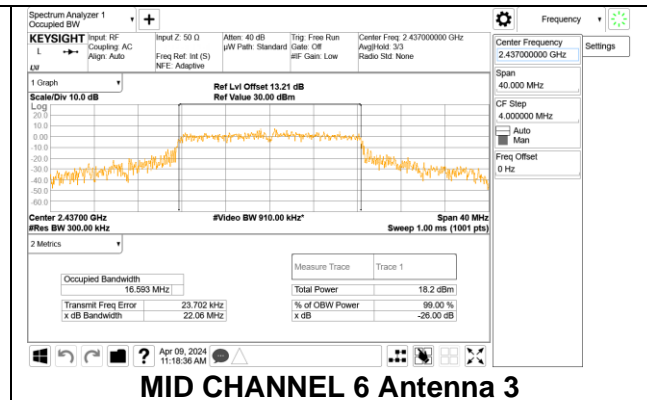 Spectrum Analyzer 1
Occupied BW
+
Frequency
KEYSIGHT
Input: RF
Coupling: AC
Align: Auto
Input Z: 50 Ω
Freq Ref: Int (S)
NFE: Adaptive
Atten: 40 dB
µW Path: Standard
Trig: Free Run
Gate: Off
#IF Gain: Low
Center Freq: 2.437000000 GHz
Avg|Hold: 3/3
Radio Std: None
L
Center Frequency
2.437000000 GHz
Settings
Span
40.000 MHz
CF Step
4.000000 MHz
Auto
Man
Freq Offset
0 Hz
1 Graph
Scale/Div 10.0 dB
Ref Lvl Offset 13.21 dB
Ref Value 30.00 dBm
Log
20.0
10.0
0.00
-10.0
-20.0
-30.0
-40.0
-50.0
-60.0
Center 2.43700 GHz
#Video BW 910.00 kHz*
Span 40 MHz
#Res BW 300.00 kHz
Sweep 1.00 ms (1001 pts)
2 Metrics
Measure Trace Trace 1
Occupied Bandwidth
16.593 MHz
Total Power 18.2 dBm
Transmit Freq Error 23.702 kHz
% of OBW Power 99.00 %
x dB Bandwidth 22.06 MHz
x dB -26.00 dB
?
Apr 09, 2024
11:18:36 AM
MID CHANNEL 6 Antenna 3